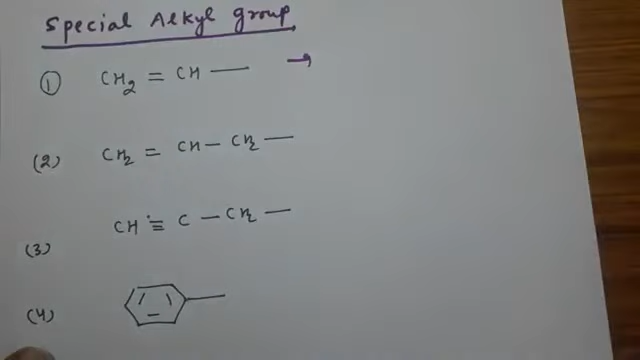 Special Alkyl group
① CH₂ = CH — →
(2) CH₂ = CH — CH₂ —
(3) CH ≡ C — CH₂ —
(4)